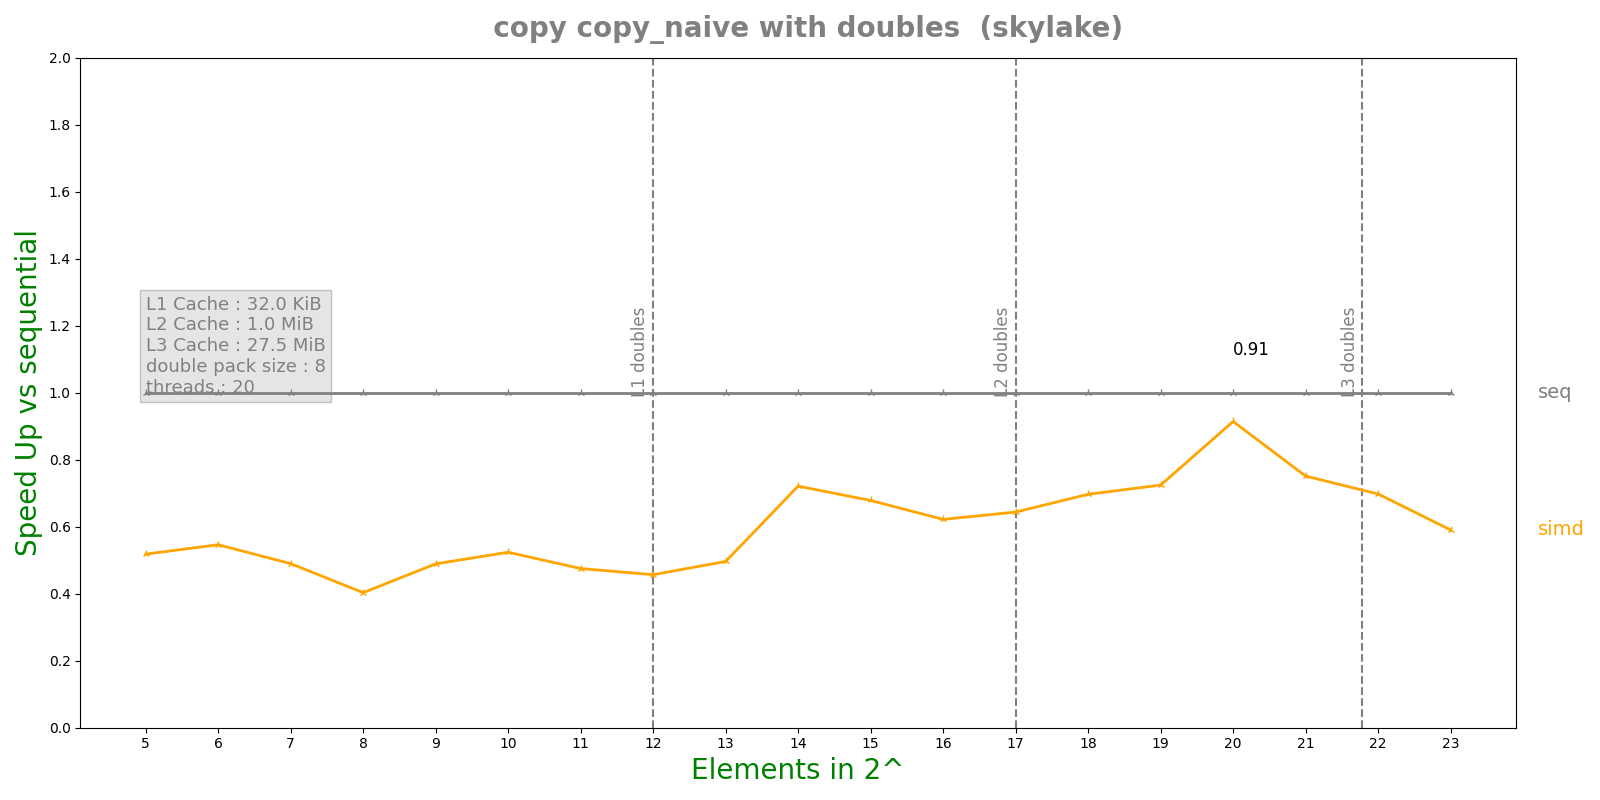 copy copy_naive with doubles (skylake)
2.0
1.8
1.6
1.4
1.2
1.0
0.8
0.6
0.4
0.2
0.0
Speed Up vs sequential
L1 Cache : 32.0 KiB
L2 Cache : 1.0 MiB
L3 Cache : 27.5 MiB
double pack size : 8
threads : 20
L1 doubles
L2 doubles
L3 doubles
0.91
seq
simd
5 6 7 8 9 10 11 12 13 14 15 16 17 18 19 20 21 22 23
Elements in 2^